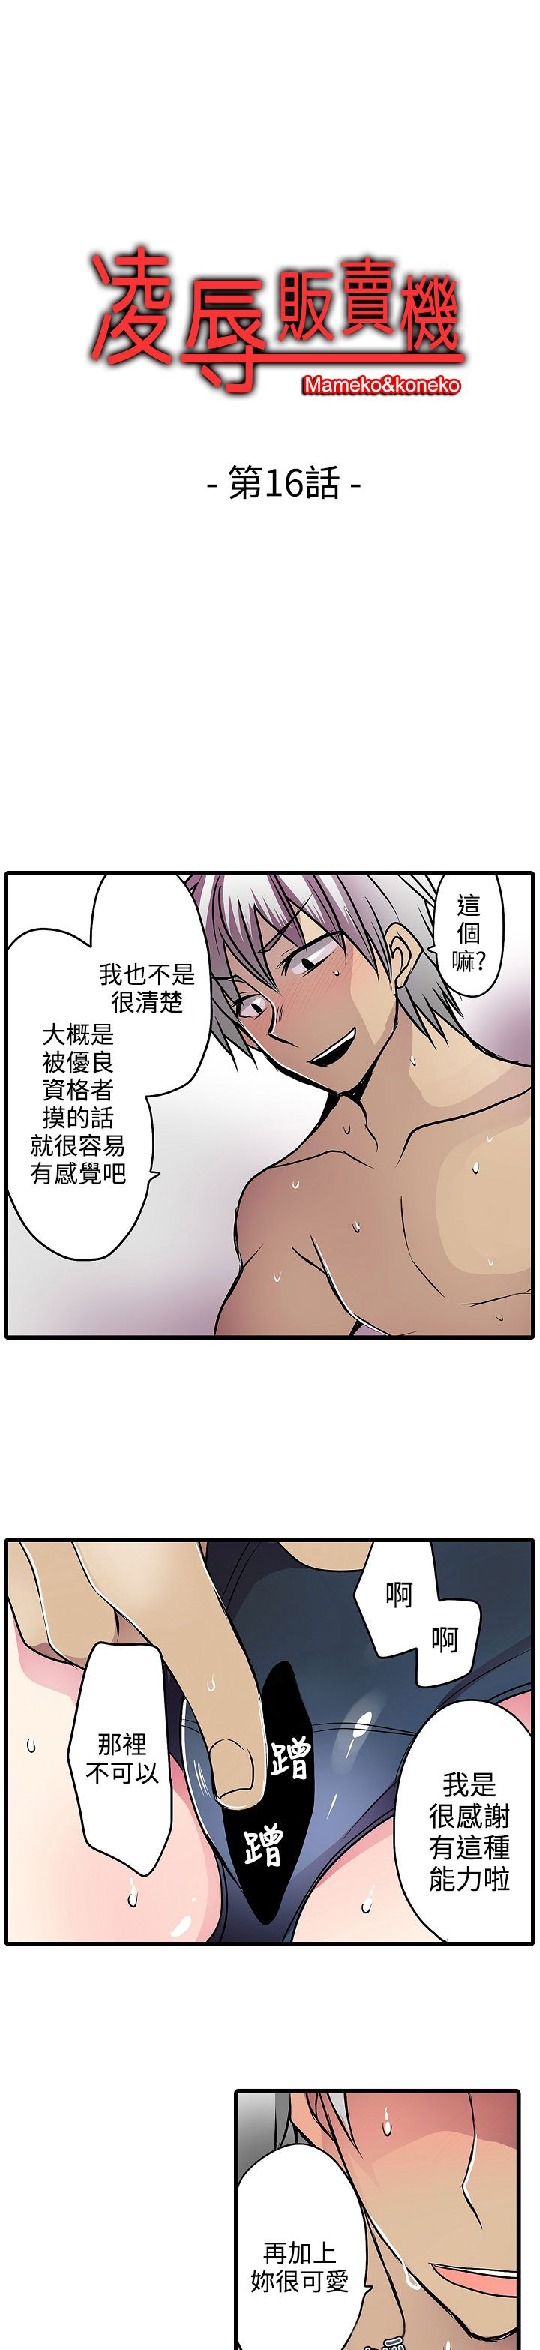 凌辱販賣機
Mameko&koneko
- 第16話 -
這
個
嘛?
我也不是
很清楚
大概是
被優良
資格者
摸的話
就很容易
有感覺吧
啊
啊
那裡
不可以
蹭
蹭
我是
很感謝
有這種
能力啦
再加上
妳很可愛